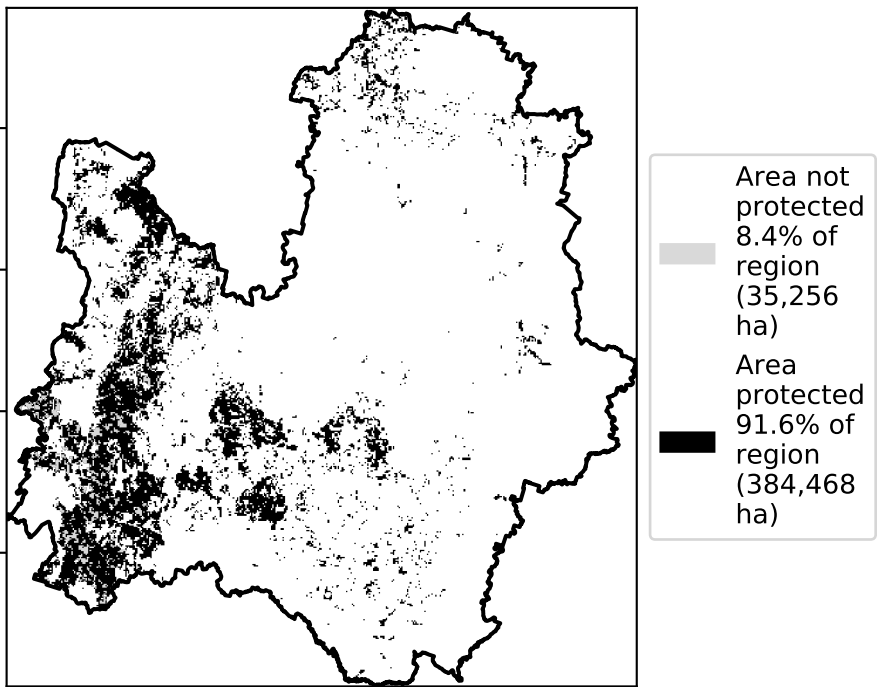 Area not
protected
8.4% of
region
(35,256
ha)
Area
protected
91.6% of
region
(384,468
ha)